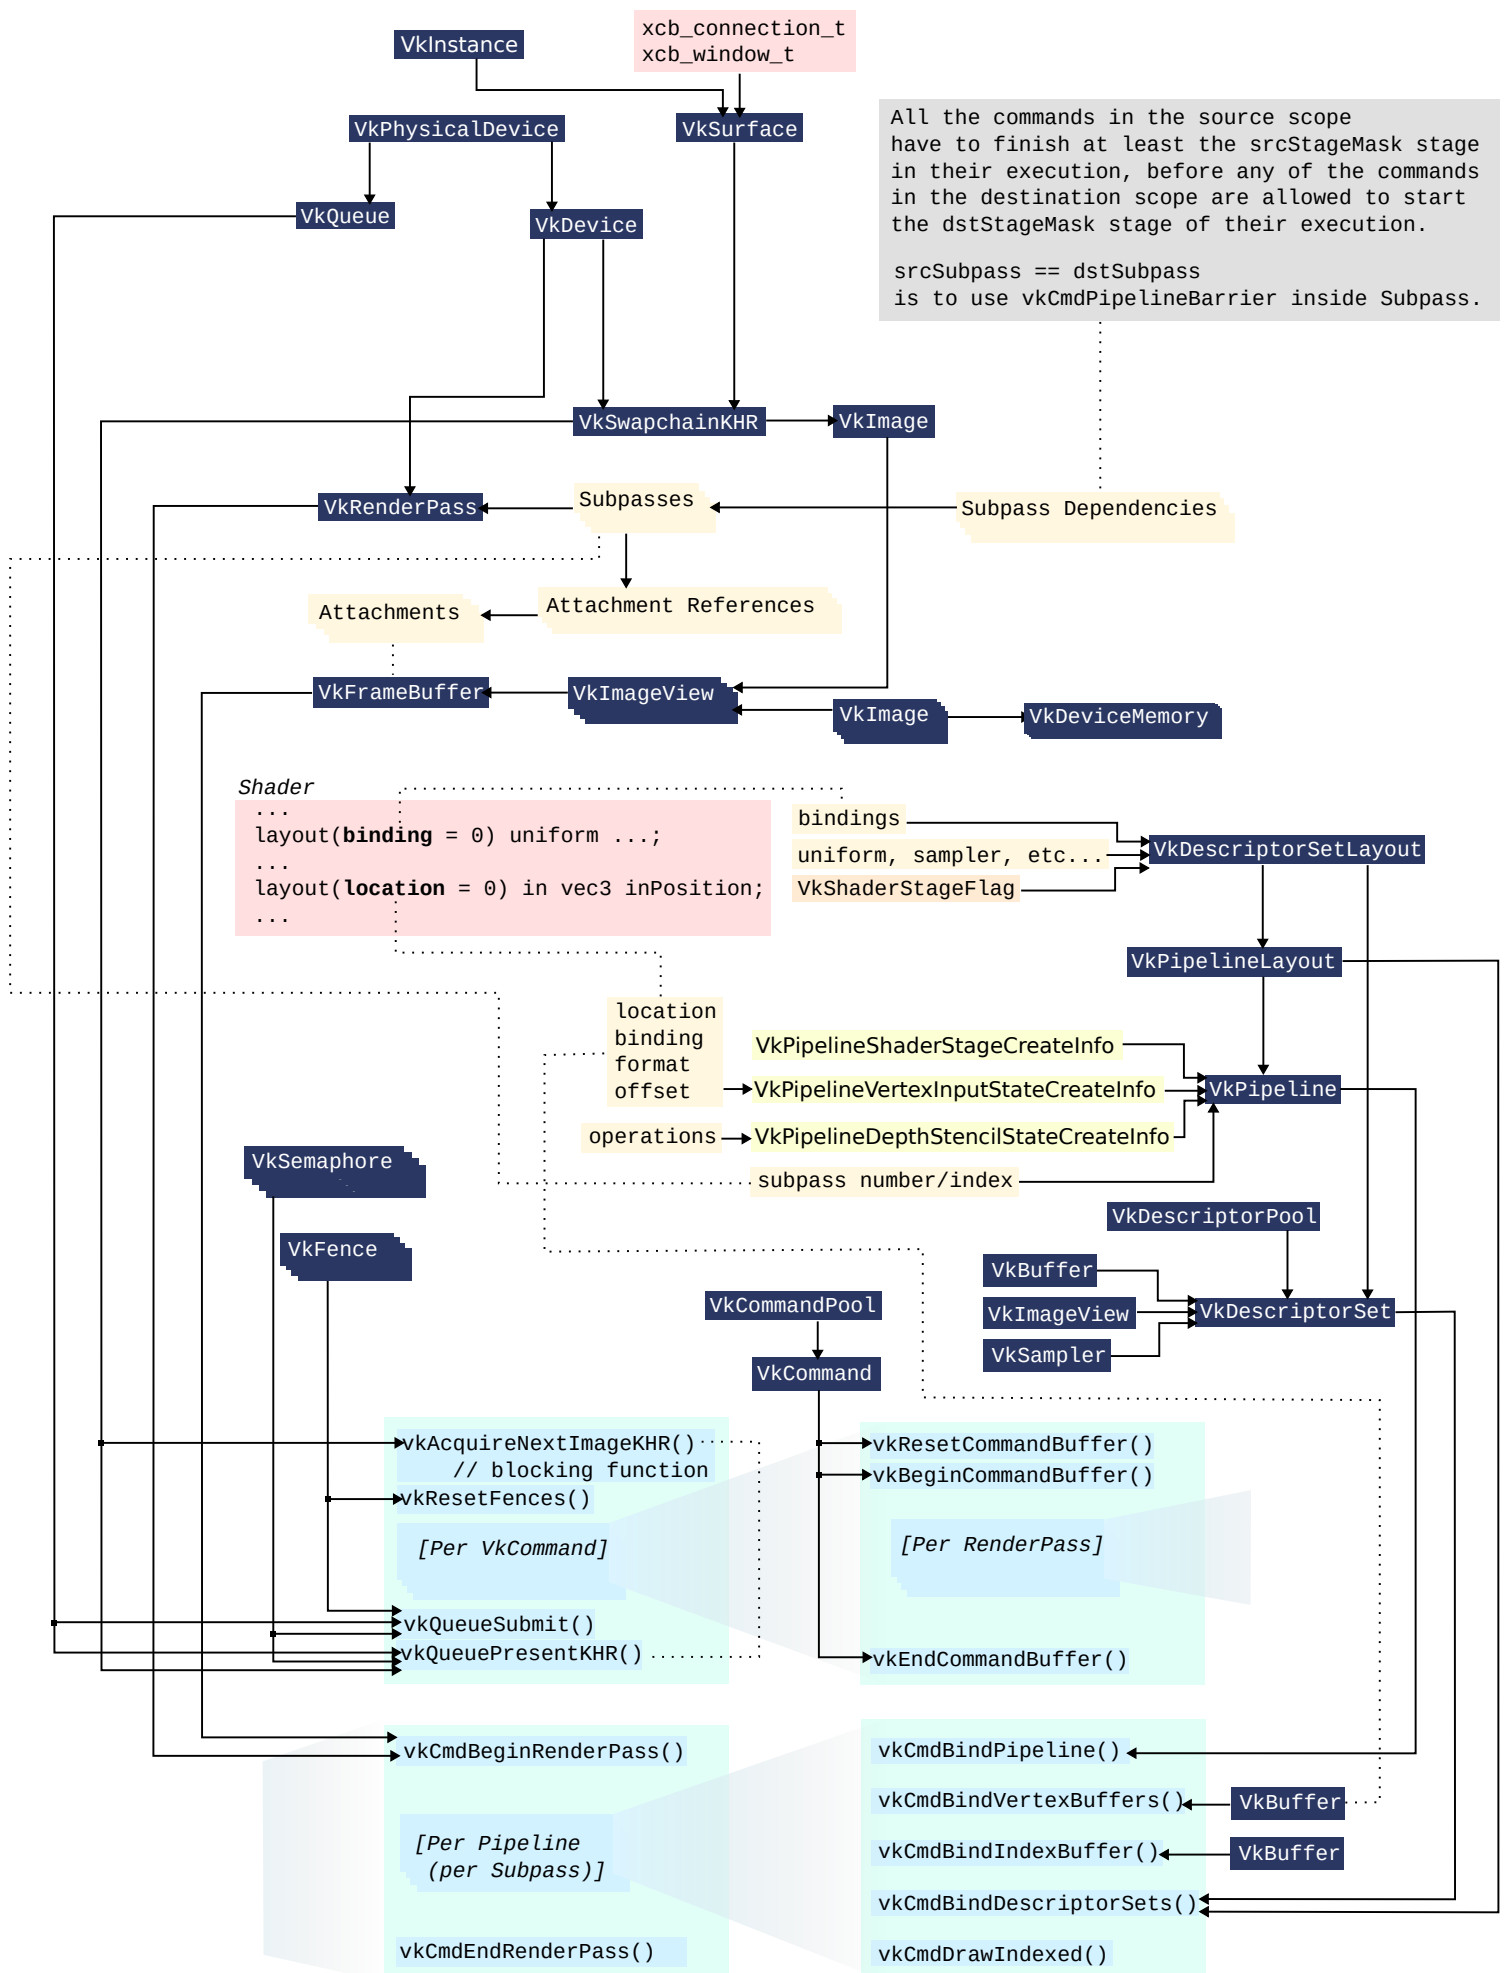 VkInstance
xcb_connection_t
xcb_window_t
VkPhysicalDevice
VkSurface
All the commands in the source scope
have to finish at least the srcStageMask stage
in their execution, before any of the commands
in the destination scope are allowed to start
the dstStageMask stage of their execution.
srcSubpass == dstSubpass
is to use vkCmdPipelineBarrier inside Subpass.
VkQueue
VkDevice
VkSwapchainKHR
VkImage
VkRenderPass
Subpasses
Subpass Dependencies
Attachments
Attachment References
VkFrameBuffer
VkImageView
VkImage
VkDeviceMemory
Shader
...
layout(binding = 0) uniform ...;
...
layout(location = 0) in vec3 inPosition;
...
bindings
uniform, sampler, etc...
VkShaderStageFlag
VkDescriptorSetLayout
VkPipelineLayout
location
binding
format
offset
VkPipelineShaderStageCreateInfo
VkPipelineVertexInputStateCreateInfo
VkPipeline
operations
VkPipelineDepthStencilStateCreateInfo
subpass number/index
VkSemaphore
VkFence
VkDescriptorPool
VkBuffer
VkImageView
VkSampler
VkDescriptorSet
VkCommandPool
VkCommand
vkAcquireNextImageKHR()
// blocking function
vkResetFences()
[Per VkCommand]
vkQueueSubmit()
vkQueuePresentKHR()
vkResetCommandBuffer()
vkBeginCommandBuffer()
[Per RenderPass]
vkEndCommandBuffer()
vkCmdBeginRenderPass()
[Per Pipeline
(per Subpass)]
vkCmdEndRenderPass()
vkCmdBindPipeline()
vkCmdBindVertexBuffers()
VkBuffer
vkCmdBindIndexBuffer()
VkBuffer
vkCmdBindDescriptorSets()
vkCmdDrawIndexed()